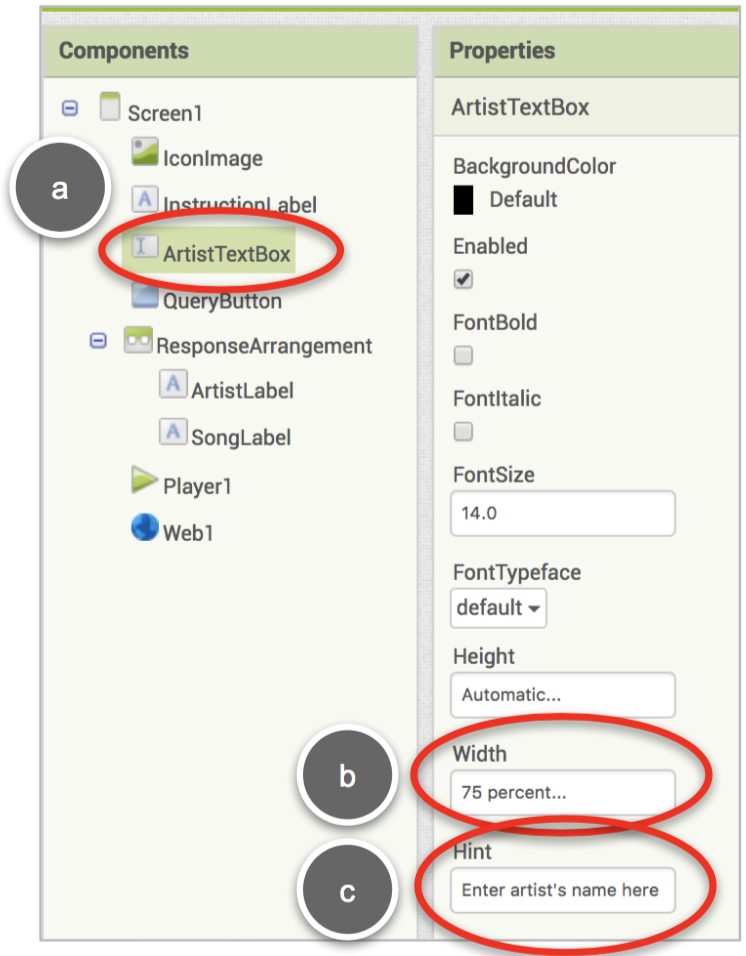 Components
Screen1
IconImage
a
InstructionLabel
ArtistTextBox
QueryButton
ResponseArrangement
ArtistLabel
SongLabel
Player1
Web1
Properties
ArtistTextBox
BackgroundColor
Default
Enabled
FontBold
FontItalic
FontSize
14.0
FontTypeface
default
Height
Automatic...
b
Width
75 percent...
c
Hint
Enter artist's name here